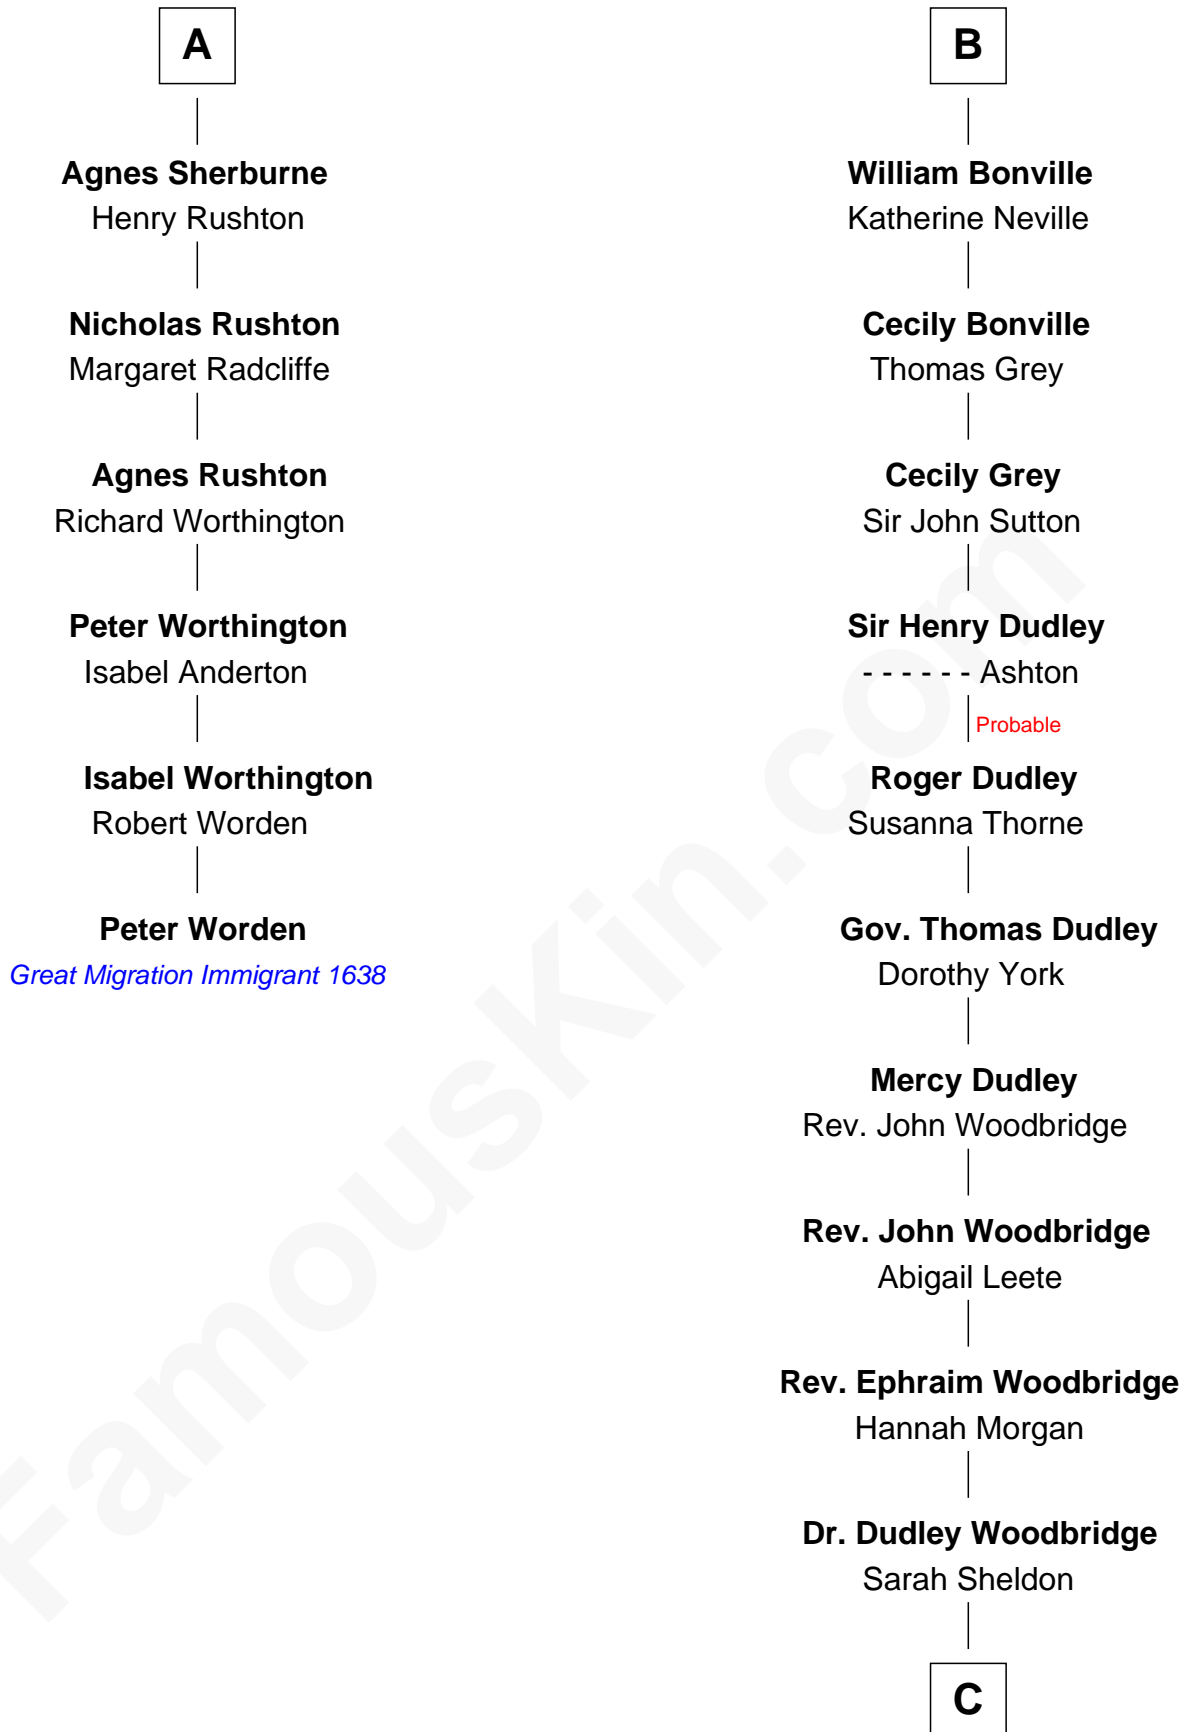 A
Agnes Sherburne
Henry Rushton
Nicholas Rushton
Margaret Radcliffe
Agnes Rushton
Richard Worthington
Peter Worthington
Isabel Anderton
Isabel Worthington
Robert Worden
Peter Worden
Great Migration Immigrant 1638
B
William Bonville
Katherine Neville
Cecily Bonville
Thomas Grey
Cecily Grey
Sir John Sutton
Sir Henry Dudley
- - - - - - Ashton
Probable
Roger Dudley
Susanna Thorne
Gov. Thomas Dudley
Dorothy York
Mercy Dudley
Rev. John Woodbridge
Rev. John Woodbridge
Abigail Leete
Rev. Ephraim Woodbridge
Hannah Morgan
Dr. Dudley Woodbridge
Sarah Sheldon
C
FamousKin.com